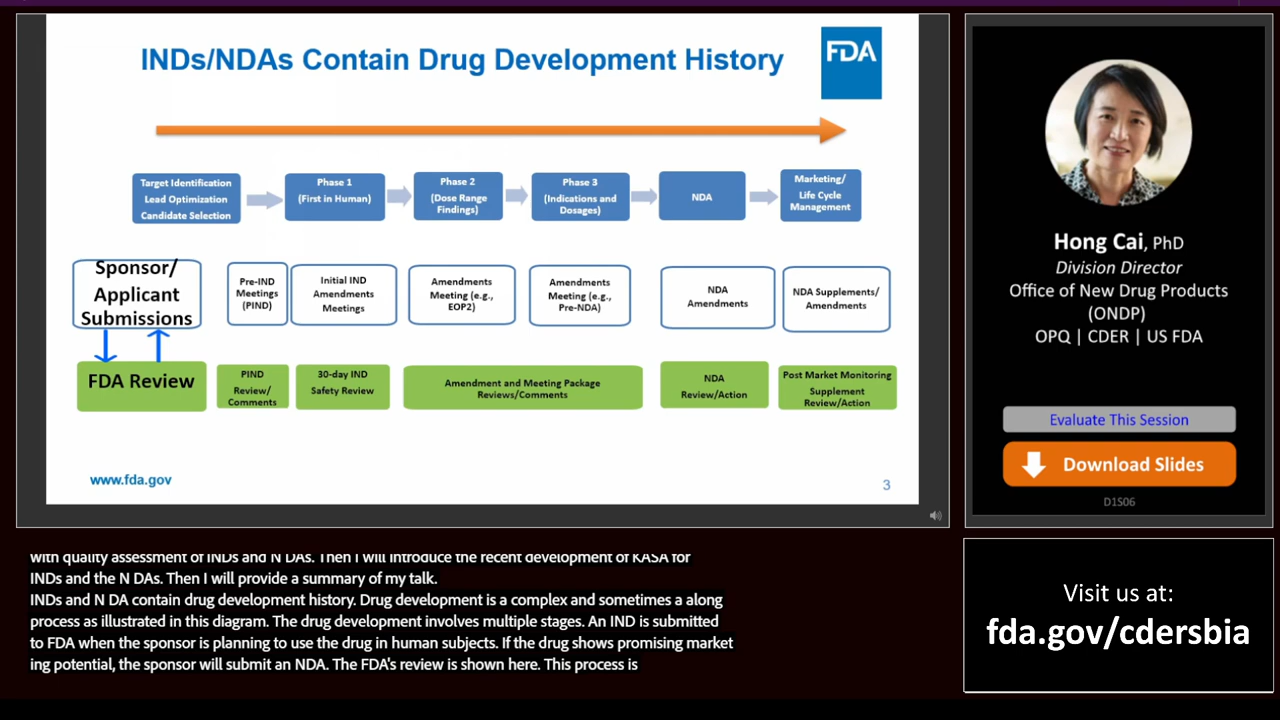 INDs/NDAs Contain Drug Development History
FDA
Target Identification
Lead Optimization
Candidate Selection
Phase 1
(First in Human)
Phase 2
(Dose Range
Findings)
Phase 3
(Indications and
Dosages)
NDA
Marketing/
Life Cycle
Management
Sponsor/
Applicant
Submissions
Pre-IND
Meetings
(PIND)
Initial IND
Amendments
Meetings
Amendments
Meeting (e.g.,
EOP2)
Amendments
Meeting (e.g.,
Pre-NDA)
NDA
Amendments
NDA Supplements/
Amendments
FDA Review
PIND
Review/
Comments
30-day IND
Safety Review
Amendment and Meeting Package
Reviews/Comments
NDA
Review/Action
Post Market Monitoring
Supplement
Review/Action
www.fda.gov
3
Hong Cai, PhD
Division Director
Office of New Drug Products
(ONDP)
OPQ | CDER | US FDA
Evaluate This Session
Download Slides
D1S06
with quality assessment of INDs and N DAs. Then I will introduce the recent development of KASA for
INDs and the N DAs. Then I will provide a summary of my talk.
INDs and N DA contain drug development history. Drug development is a complex and sometimes a along
process as illustrated in this diagram. The drug development involves multiple stages. An IND is submitted
to FDA when the sponsor is planning to use the drug in human subjects. If the drug shows promising market
ing potential, the sponsor will submit an NDA. The FDA's review is shown here. This process is
Visit us at:
fda.gov/cdersbia